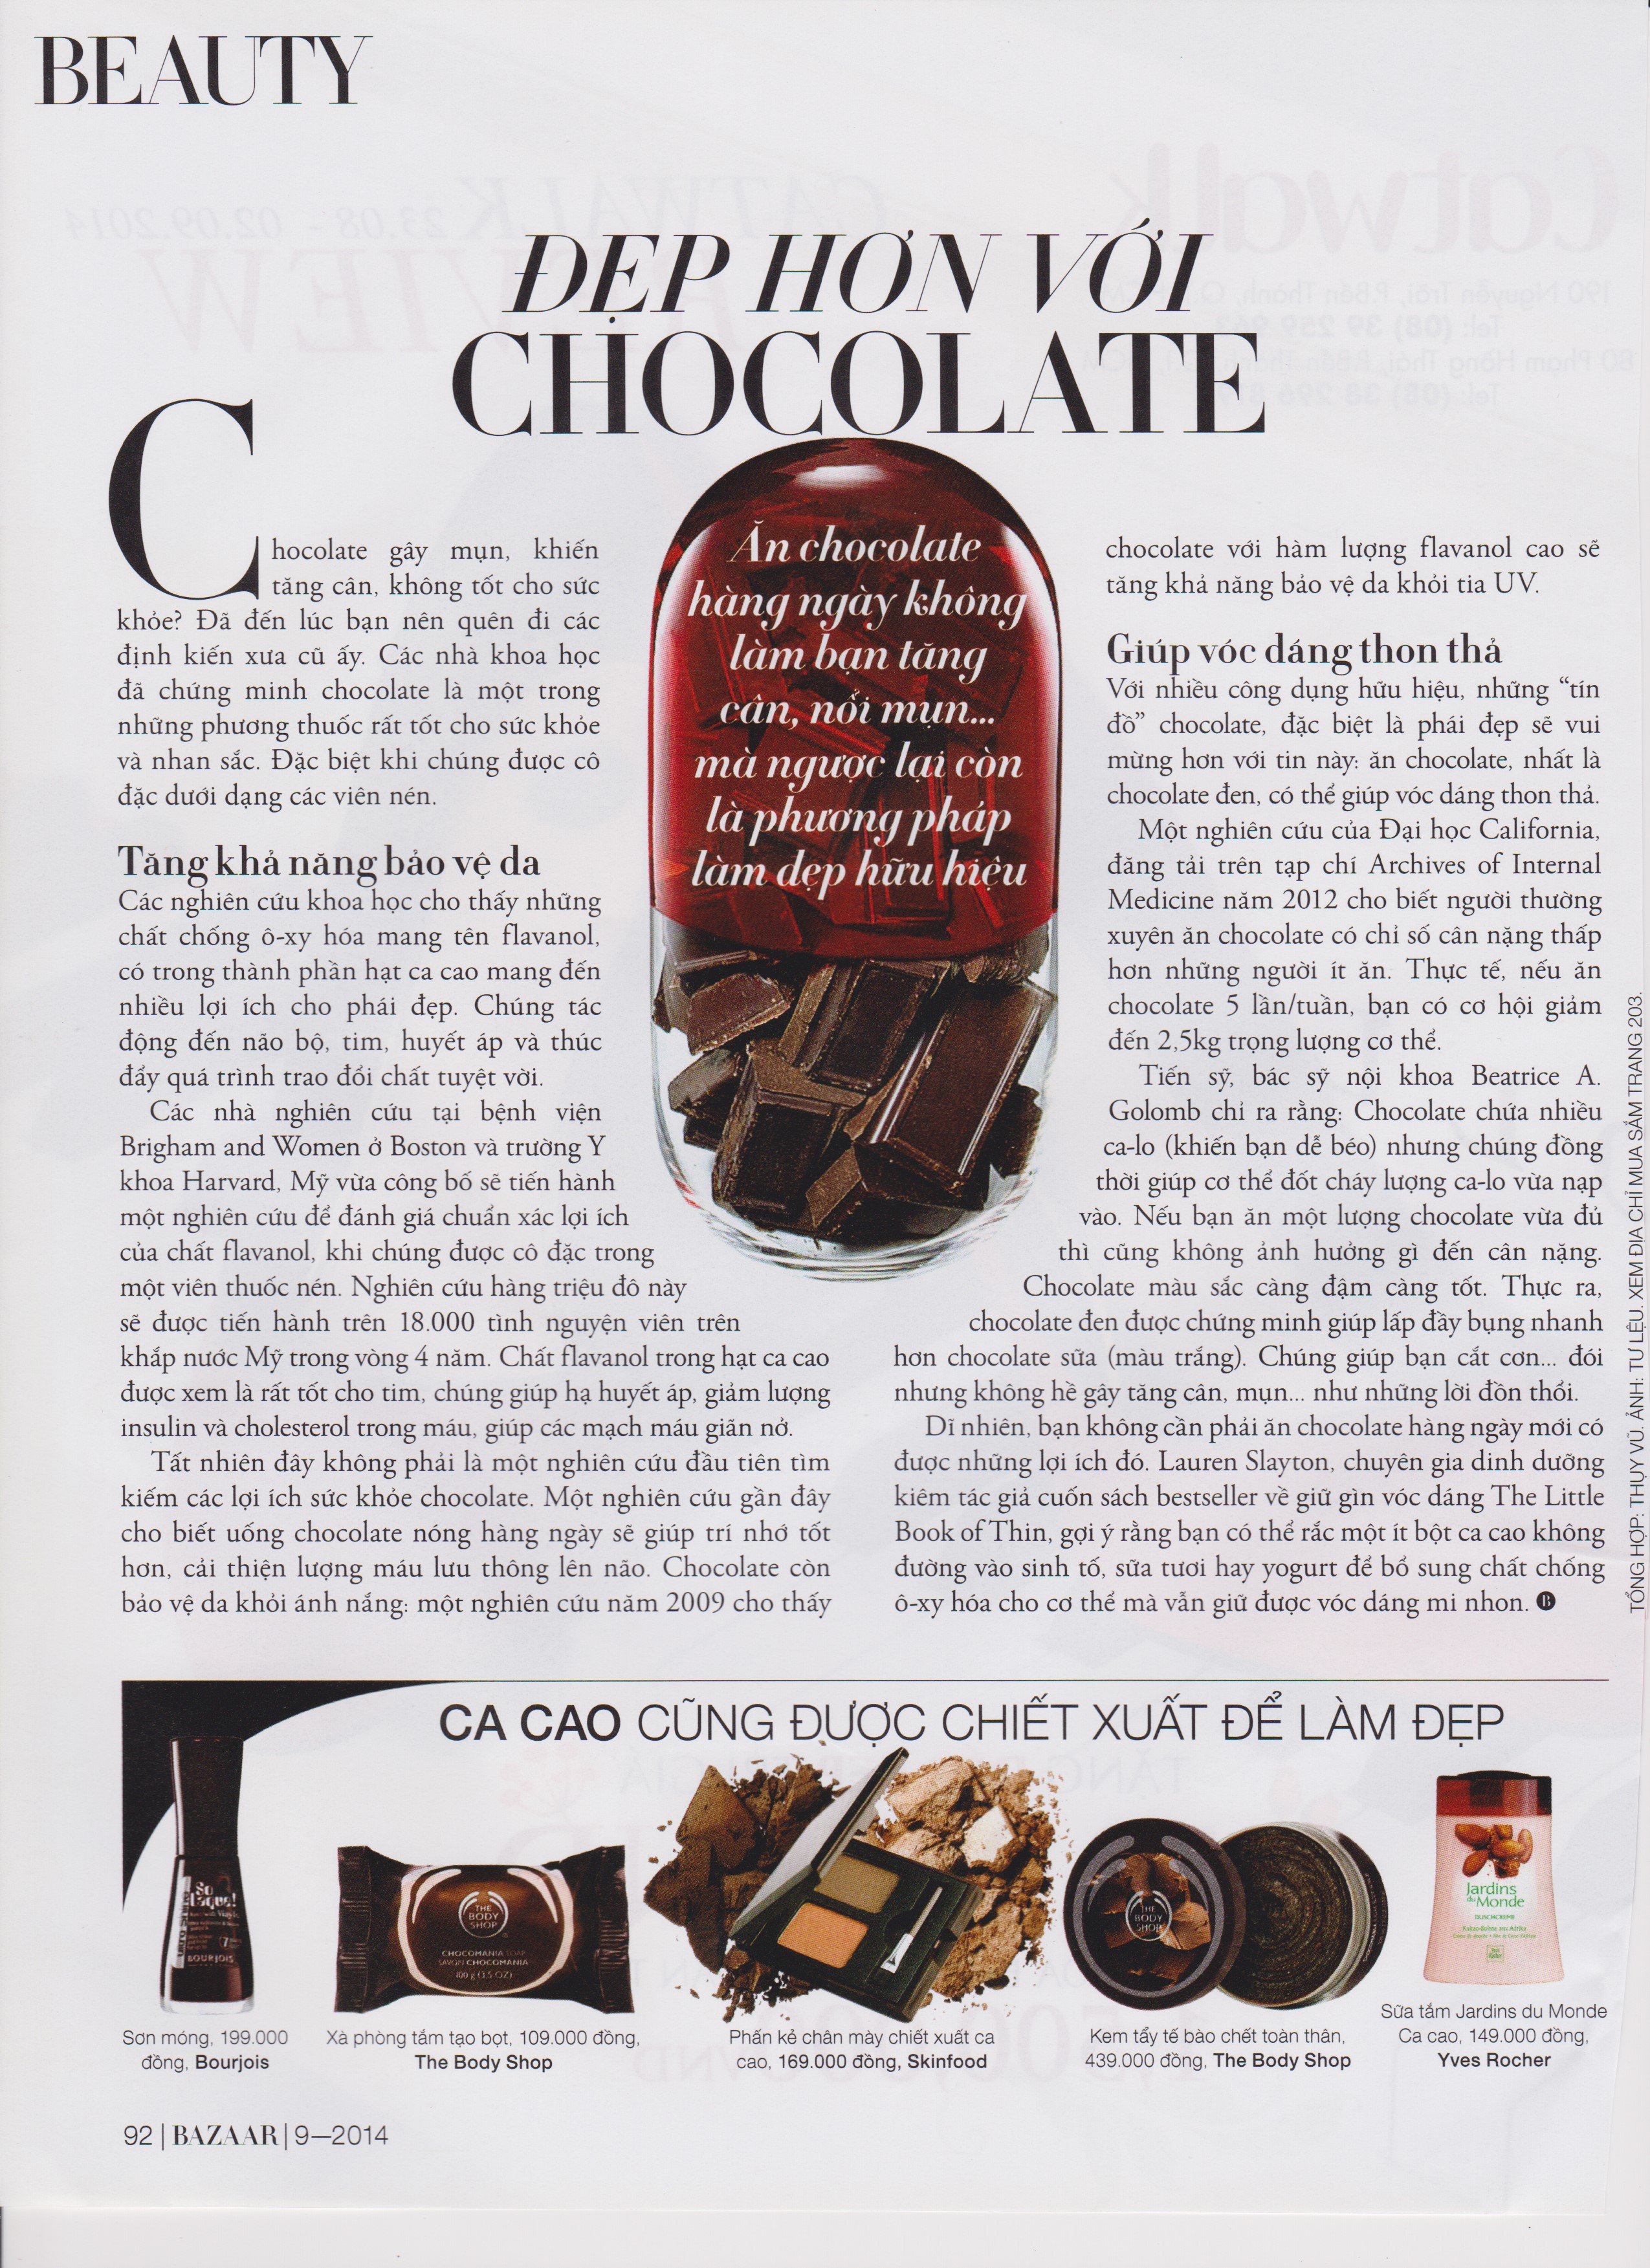 BEAUTY
ĐẸP HƠN VỚI
CHOCOLATE
Chocolate gây mụn, khiến
tăng cân, không tốt cho sức
khỏe? Đã đến lúc bạn nên quên đi các
định kiến xưa cũ ấy. Các nhà khoa học
đã chứng minh chocolate là một trong
những phương thuốc rất tốt cho sức khỏe
và nhan sắc. Đặc biệt khi chúng được cô
đặc dưới dạng các viên nén.
Tăng khả năng bảo vệ da
Các nghiên cứu khoa học cho thấy những
chất chống ô-xy hóa mang tên flavanol,
có trong thành phần hạt ca cao mang đến
nhiều lợi ích cho phái đẹp. Chúng tác
động đến não bộ, tim, huyết áp và thúc
đẩy quá trình trao đổi chất tuyệt vời.
Các nhà nghiên cứu tại bệnh viện
Brigham and Women ở Boston và trường Y
khoa Harvard, Mỹ vừa công bố sẽ tiến hành
một nghiên cứu để đánh giá chuẩn xác lợi ích
của chất flavanol, khi chúng được cô đặc trong
một viên thuốc nén. Nghiên cứu hàng triệu đô này
sẽ được tiến hành trên 18.000 tình nguyện viên trên
khắp nước Mỹ trong vòng 4 năm. Chất flavanol trong hạt ca cao
được xem là rất tốt cho tim, chúng giúp hạ huyết áp, giảm lượng
insulin và cholesterol trong máu, giúp các mạch máu giãn nở.
Tất nhiên đây không phải là một nghiên cứu đầu tiên tìm
kiếm các lợi ích sức khỏe chocolate. Một nghiên cứu gần đây
cho biết uống chocolate nóng hàng ngày sẽ giúp trí nhớ tốt
hơn, cải thiện lượng máu lưu thông lên não. Chocolate còn
bảo vệ da khỏi ánh nắng: một nghiên cứu năm 2009 cho thấy
Ăn chocolate
hàng ngày không
làm bạn tăng
cân, nổi mụn...
mà ngược lại còn
là phương pháp
làm đẹp hữu hiệu
chocolate với hàm lượng flavanol cao sẽ
tăng khả năng bảo vệ da khỏi tia UV.
Giúp vóc dáng thon thả
Với nhiều công dụng hữu hiệu, những “tín
đồ” chocolate, đặc biệt là phái đẹp sẽ vui
mừng hơn với tin này: ăn chocolate, nhất là
chocolate đen, có thể giúp vóc dáng thon thả.
Một nghiên cứu của Đại học California,
đăng tải trên tạp chí Archives of Internal
Medicine năm 2012 cho biết người thường
xuyên ăn chocolate có chỉ số cân nặng thấp
hơn những người ít ăn. Thực tế, nếu ăn
chocolate 5 lần/tuần, bạn có cơ hội giảm
đến 2,5kg trọng lượng cơ thể.
Tiến sỹ, bác sỹ nội khoa Beatrice A.
Golomb chỉ ra rằng: Chocolate chứa nhiều
ca-lo (khiến bạn dễ béo) nhưng chúng đồng
thời giúp cơ thể đốt cháy lượng ca-lo vừa nạp
vào. Nếu bạn ăn một lượng chocolate vừa đủ
thì cũng không ảnh hưởng gì đến cân nặng.
Chocolate màu sắc càng đậm càng tốt. Thực ra,
chocolate đen được chứng minh giúp lấp đầy bụng nhanh
hơn chocolate sữa (màu trắng). Chúng giúp bạn cắt cơn... đói
nhưng không hề gây tăng cân, mụn... như những lời đồn thổi.
Dĩ nhiên, bạn không cần phải ăn chocolate hàng ngày mới có
được những lợi ích đó. Lauren Slayton, chuyên gia dinh dưỡng
kiêm tác giả cuốn sách bestseller về giữ gìn vóc dáng The Little
Book of Thin, gợi ý rằng bạn có thể rắc một ít bột ca cao không
đường vào sinh tố, sữa tươi hay yogurt để bổ sung chất chống
ô-xy hóa cho cơ thể mà vẫn giữ được vóc dáng mi nhon. B
TỔNG HỢP: THỤY VŨ. ẢNH: TƯ LIỆU. XEM ĐỊA CHỈ MUA SẮM TRANG 203.
CA CAO CŨNG ĐƯỢC CHIẾT XUẤT ĐỂ LÀM ĐẸP
So
Laque!
BOURJOIS
THE
BODY
SHOP
CHOCOMANIA SOAP
SAVON CHOCOMANIA
100 g (3.5 OZ)
THE
BODY
SHOP
Jardins
du Monde
DUSCHCREME
Kakao-Bohne aus Afrika
Sơn móng, 199.000
đồng, Bourjois
Xà phòng tắm tạo bọt, 109.000 đồng,
The Body Shop
Phấn kẻ chân mày chiết xuất ca
cao, 169.000 đồng, Skinfood
Kem tẩy tế bào chết toàn thân,
439.000 đồng, The Body Shop
Sữa tắm Jardins du Monde
Ca cao, 149.000 đồng,
Yves Rocher
92 | BAZAAR | 9—2014